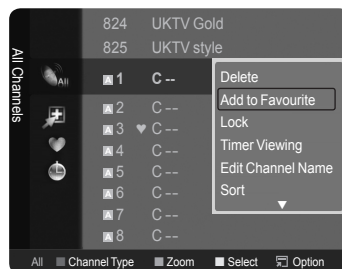 All Channels
824 UKTV Gold
825 UKTV style
All
A 1 C --
A 2 C --
A 3 ♥ C --
A 4 C --
A 5 C --
A 6 C --
A 7 C --
A 8 C --
Delete
Add to Favourite
Lock
Timer Viewing
Edit Channel Name
Sort
All Channel Type Zoom Select Option